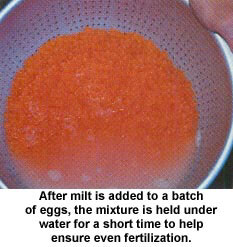 After milt is added to a batch
of eggs, the mixture is held under
water for a short time to help
ensure even fertilization.